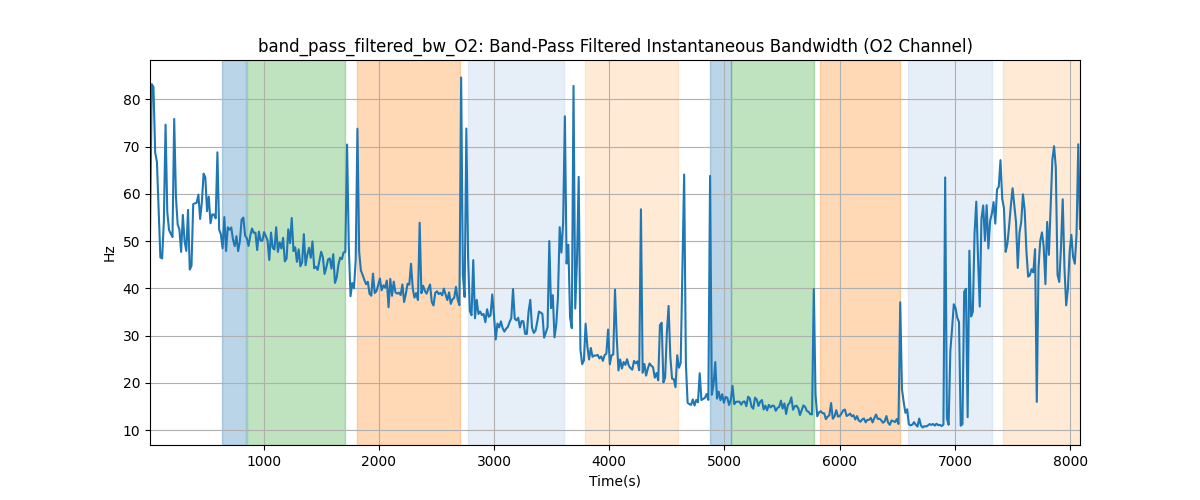 band_pass_filtered_bw_O2: Band-Pass Filtered Instantaneous Bandwidth (O2 Channel)
80
70
60
50
40
30
20
10
Hz
1000 2000 3000 4000 5000 6000 7000 8000
Time(s)